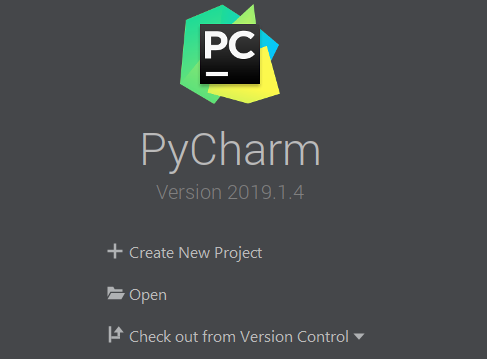 PC
PyCharm
Version 2019.1.4
Create New Project
Open
Check out from Version Control